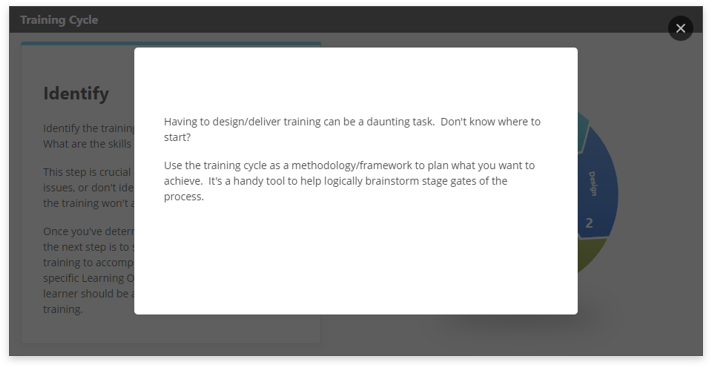 Training Cycle
Identify
Identify the training
What are the skills
This step is crucial
issues, or don't ide
the training won't a
Once you've deter
the next step is to s
training to accomp
specific Learning O
learner should be a
training.
Having to design/deliver training can be a daunting task.  Don't know where to
start?
Use the training cycle as a methodology/framework to plan what you want to
achieve.  It's a handy tool to help logically brainstorm stage gates of the
process.
Design
2